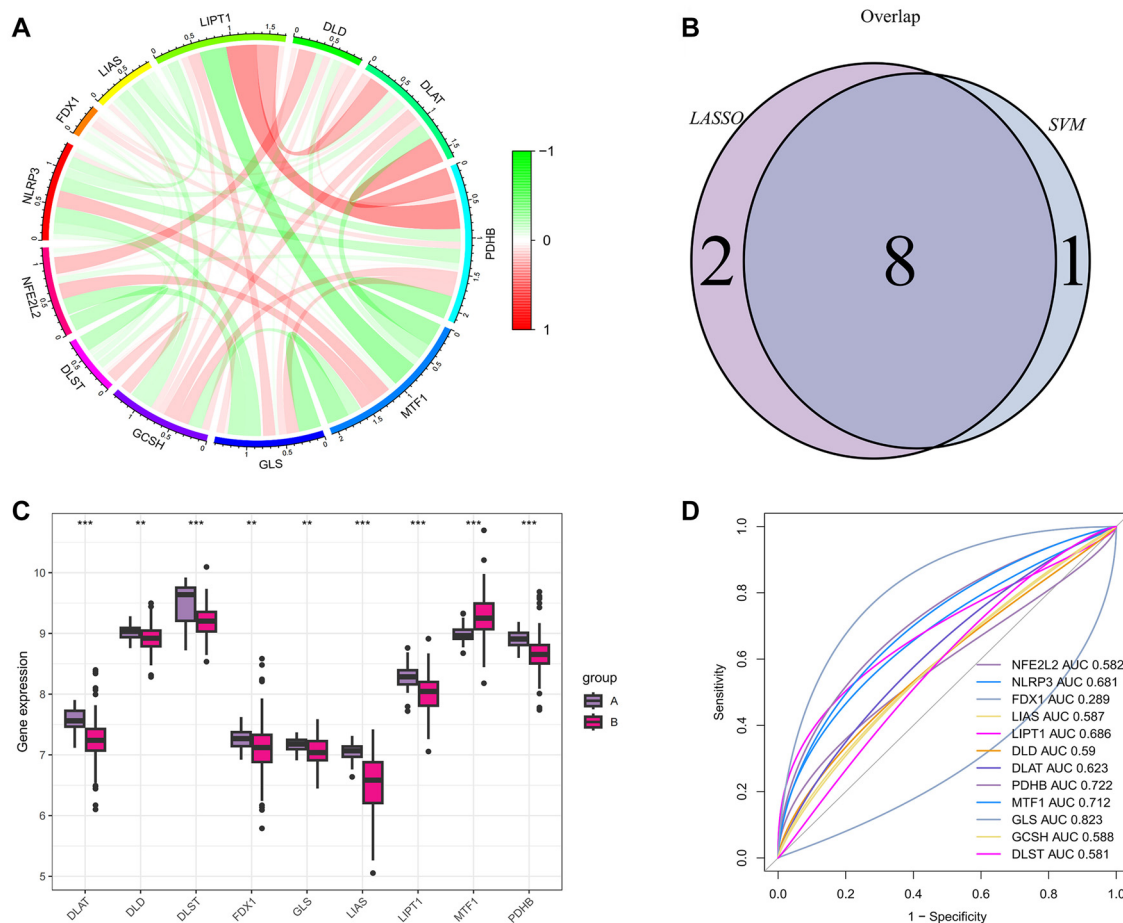 A
LIPT1
DLD
DLAT
PDHB
MTF1
GLS
GCSH
DLST
NFE2L2
NLRP3
FDX1
LIAS
−1
0
1
B
Overlap
LASSO
SVM
2
8
1
C
*** ** *** ** ** *** *** *** ***
Gene expression
10
9
8
7
6
5
DLAT DLD DLST FDX1 GLS LIAS LIPT1 MTF1 PDHB
group
A
B
D
Sensitivity
1.0
0.8
0.6
0.4
0.2
0.0
NFE2L2 AUC 0.582
NLRP3 AUC 0.681
FDX1 AUC 0.289
LIAS AUC 0.587
LIPT1 AUC 0.686
DLD AUC 0.59
DLAT AUC 0.623
PDHB AUC 0.722
MTF1 AUC 0.712
GLS AUC 0.823
GCSH AUC 0.588
DLST AUC 0.581
0.0 0.2 0.4 0.6 0.8 1.0
1 − Specificity